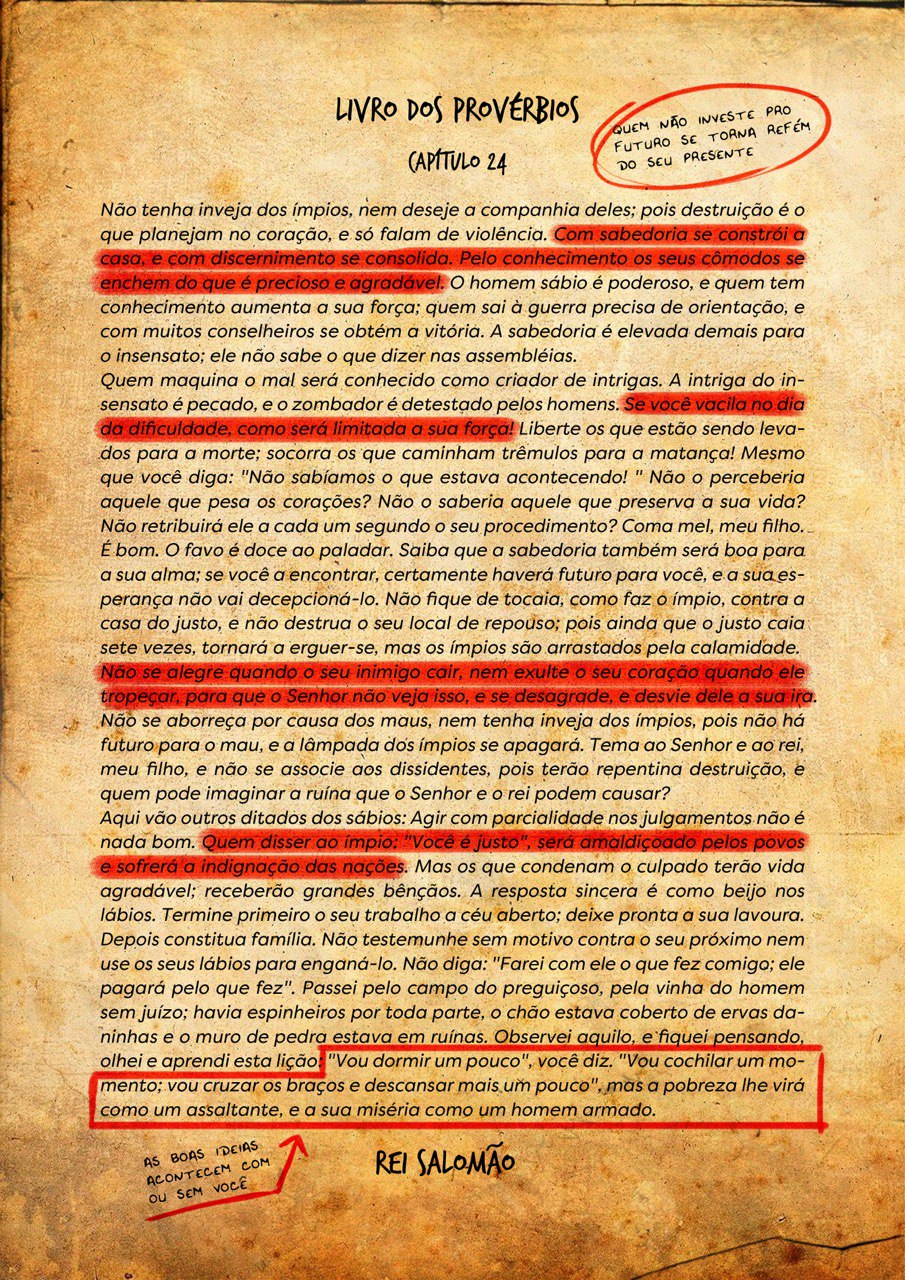 LIVRO DOS PROVÉRBIOS
CAPÍTULO 24
QUEM NÃO INVESTE PRO
FUTURO SE TORNA REFÉM
DO SEU PRESENTE
Não tenha inveja dos ímpios, nem deseje a companhia deles; pois destruição é o
que planejam no coração, e só falam de violência. Com sabedoria se constrói a
casa, e com discernimento se consolida. Pelo conhecimento os seus cômodos se
enchem do que é precioso e agradável. O homem sábio é poderoso, e quem tem
conhecimento aumenta a sua força; quem sai à guerra precisa de orientação, e
com muitos conselheiros se obtém a vitória. A sabedoria é elevada demais para
o insensato; ele não sabe o que dizer nas assembléias.
Quem maquina o mal será conhecido como criador de intrigas. A intriga do in-
sensato é pecado, e o zombador é detestado pelos homens. Se você vacila no dia
da dificuldade, como será limitada a sua força! Liberte os que estão sendo leva-
dos para a morte; socorra os que caminham trêmulos para a matança! Mesmo
que você diga: "Não sabíamos o que estava acontecendo! " Não o perceberia
aquele que pesa os corações? Não o saberia aquele que preserva a sua vida?
Não retribuirá ele a cada um segundo o seu procedimento? Coma mel, meu filho.
É bom. O favo é doce ao paladar. Saiba que a sabedoria também será boa para
a sua alma; se você a encontrar, certamente haverá futuro para você, e a sua es-
perança não vai decepcioná-lo. Não fique de tocaia, como faz o ímpio, contra a
casa do justo, e não destrua o seu local de repouso; pois ainda que o justo caia
sete vezes, tornará a erguer-se, mas os ímpios são arrastados pela calamidade.
Não se alegre quando o seu inimigo cair, nem exulte o seu coração quando ele
tropeçar, para que o Senhor não veja isso, e se desagrade, e desvie dele a sua ira.
Não se aborreça por causa dos maus, nem tenha inveja dos ímpios, pois não há
futuro para o mau, e a lâmpada dos ímpios se apagará. Tema ao Senhor e ao rei,
meu filho, e não se associe aos dissidentes, pois terão repentina destruição, e
quem pode imaginar a ruína que o Senhor e o rei podem causar?
Aqui vão outros ditados dos sábios: Agir com parcialidade nos julgamentos não é
nada bom. Quem disser ao ímpio: "Você é justo", será amaldiçoado pelos povos
e sofrerá a indignação das nações. Mas os que condenam o culpado terão vida
agradável; receberão grandes bênçãos. A resposta sincera é como beijo nos
lábios. Termine primeiro o seu trabalho a céu aberto; deixe pronta a sua lavoura.
Depois constitua família. Não testemunhe sem motivo contra o seu próximo nem
use os seus lábios para enganá-lo. Não diga: "Farei com ele o que fez comigo; ele
pagará pelo que fez". Passei pelo campo do preguiçoso, pela vinha do homem
sem juízo; havia espinheiros por toda parte, o chão estava coberto de ervas da-
ninhas e o muro de pedra estava em ruínas. Observei aquilo, e fiquei pensando,
olhei e aprendi esta lição: "Vou dormir um pouco", você diz. "Vou cochilar um mo-
mento; vou cruzar os braços e descansar mais um pouco", mas a pobreza lhe virá
como um assaltante, e a sua miséria como um homem armado.
AS BOAS IDEIAS
ACONTECEM COM
OU SEM VOCÊ
REI SALOMÃO